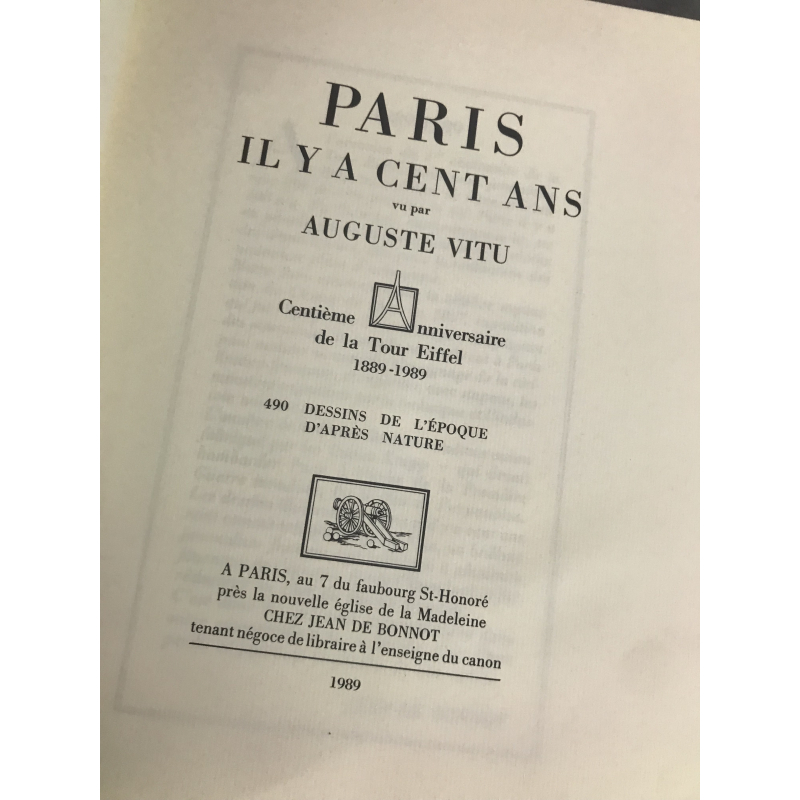 PARIS
IL Y A CENT ANS
vu par
AUGUSTE VITU
Centième Anniversaire
de la Tour Eiffel
1889-1989
490 DESSINS DE L'ÉPOQUE
D'APRÈS NATURE
A PARIS, au 7 du faubourg St-Honoré
près la nouvelle église de la Madeleine
CHEZ JEAN DE BONNOT
tenant négoce de libraire à l'enseigne du canon
1989